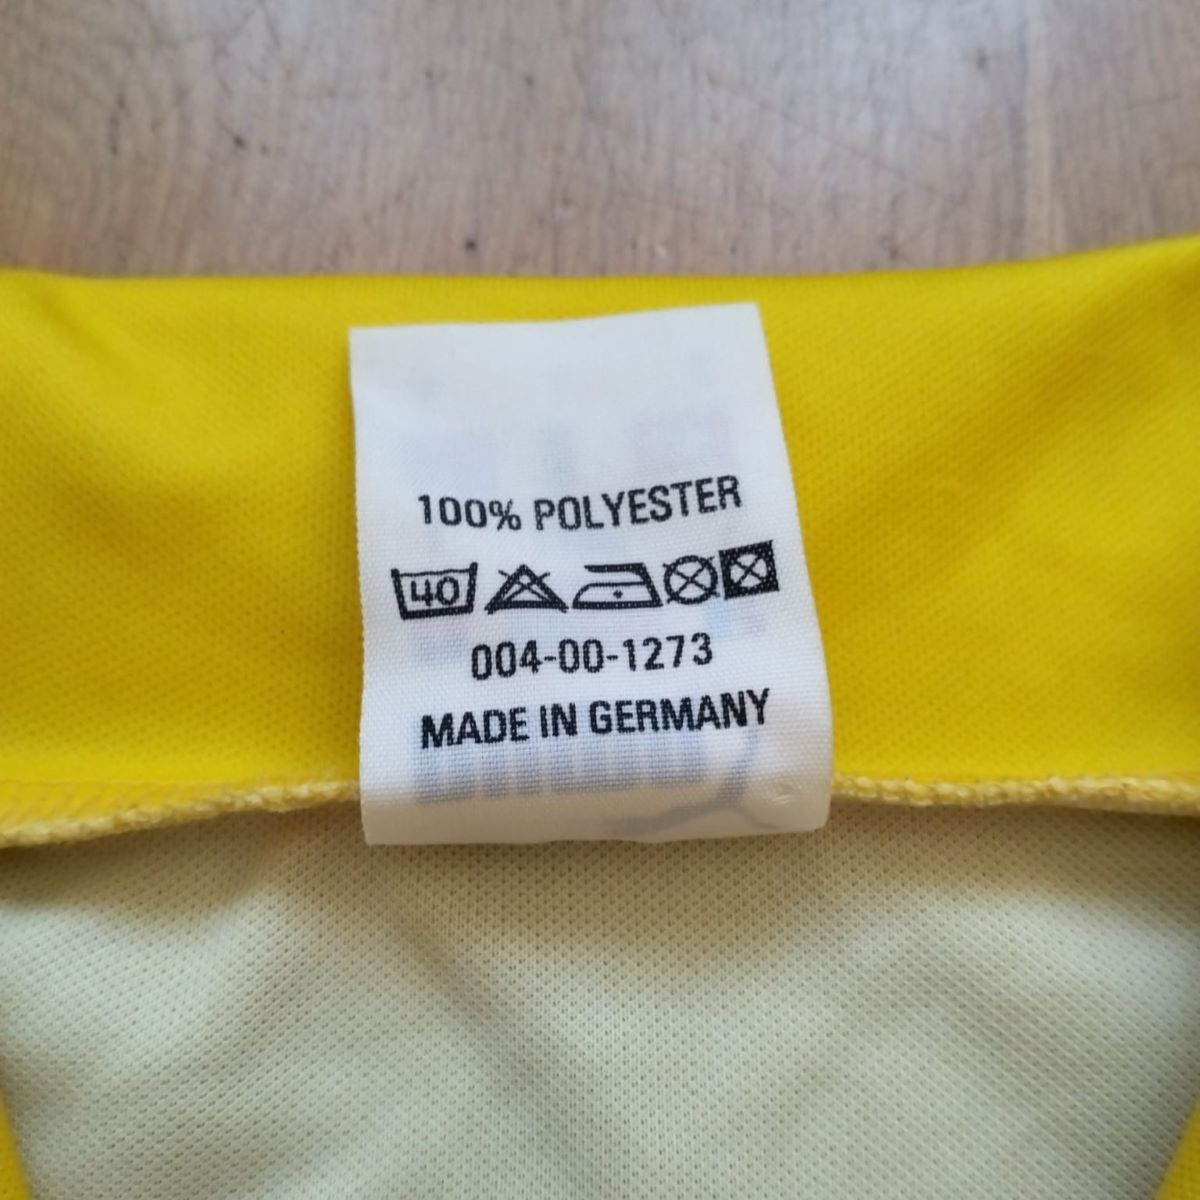 100% POLYESTER
40
004-00-1273
MADE IN GERMANY